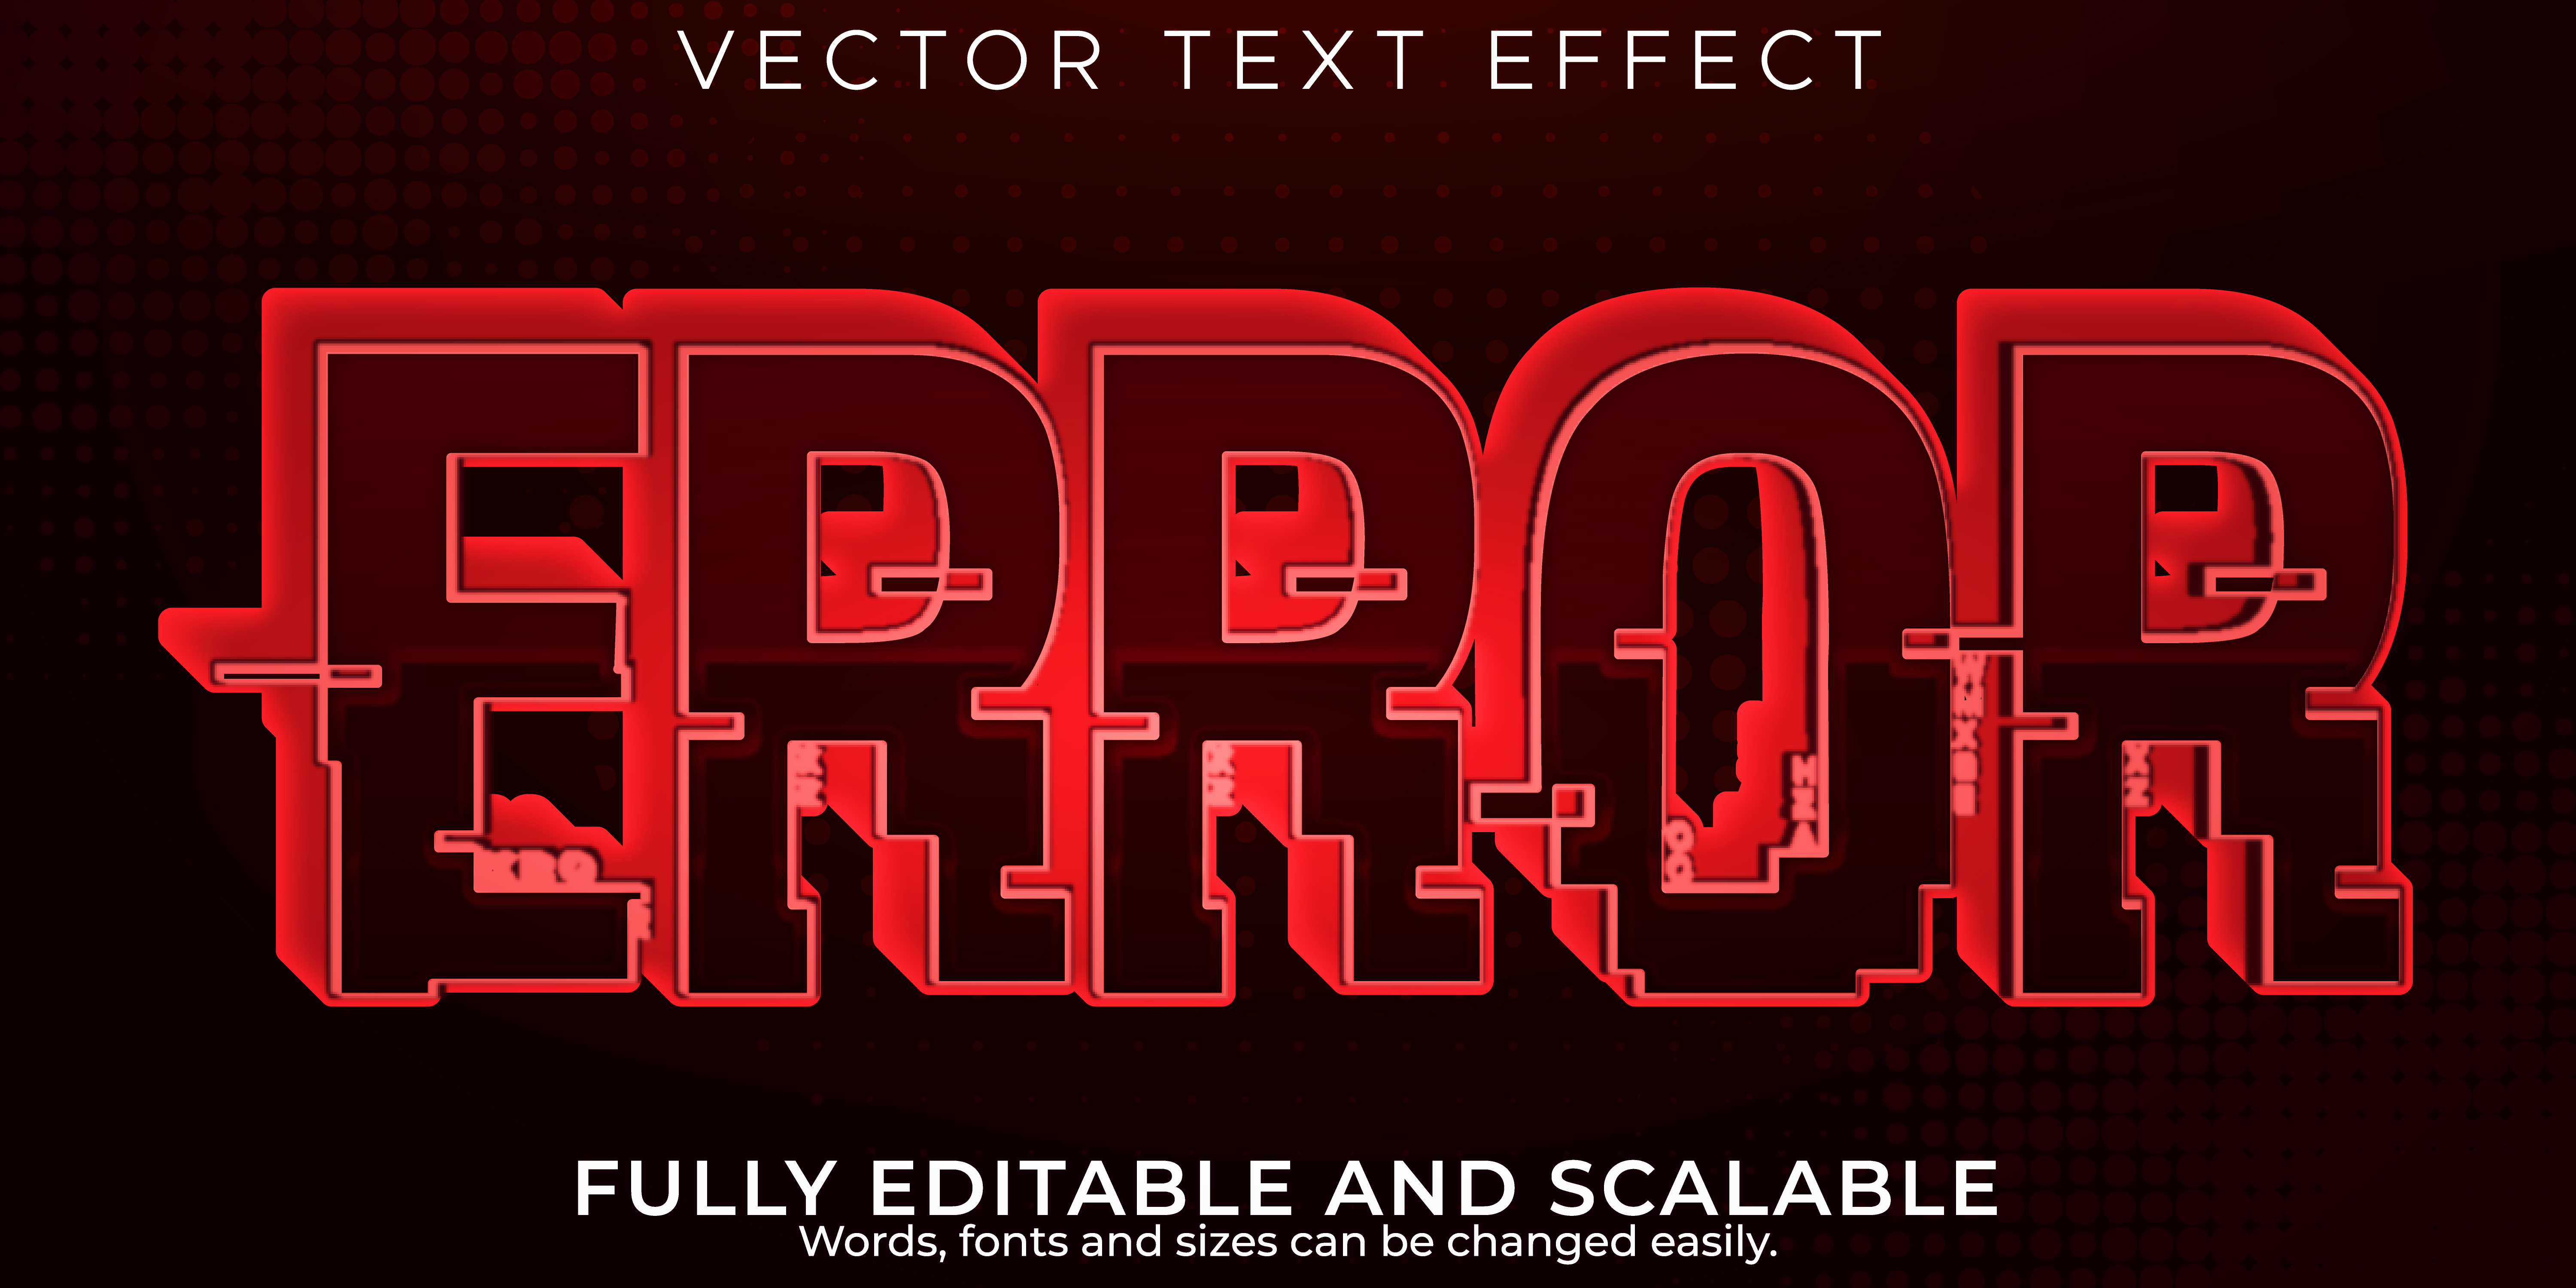 VECTOR TEXT EFFECT
ERROR
FULLY EDITABLE AND SCALABLE
Words, fonts and sizes can be changed easily.